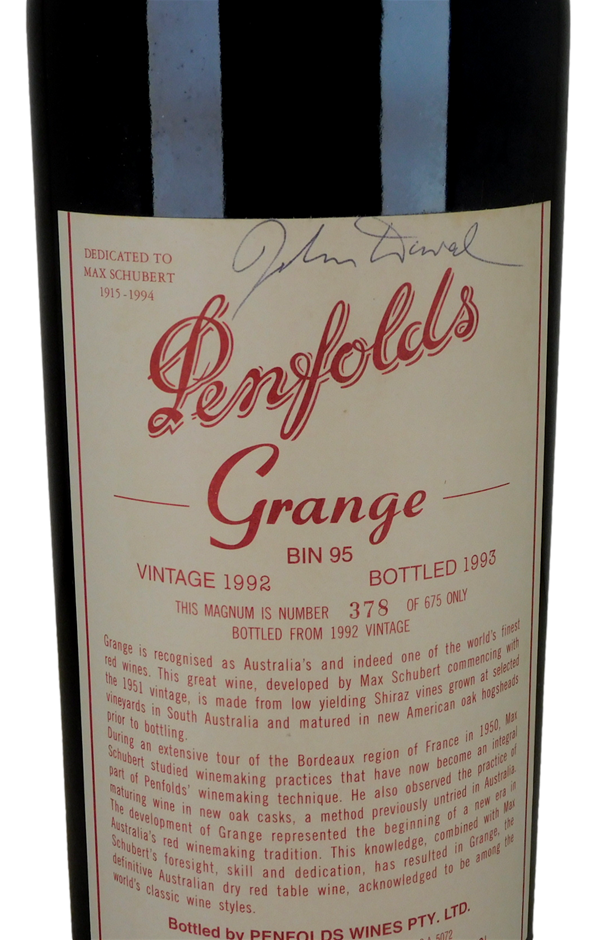 DEDICATED TO
MAX SCHUBERT
1915 - 1994
John Duval
Penfolds
Grange
BIN 95
VINTAGE 1992 BOTTLED 1993
THIS MAGNUM IS NUMBER 378 OF 675 ONLY
BOTTLED FROM 1992 VINTAGE
Grange is recognised as Australia's and indeed one of the world's finest
red wines. This great wine, developed by Max Schubert commencing with
the 1951 vintage, is made from low yielding Shiraz vines grown at selected
vineyards in South Australia and matured in new American oak hogsheads
prior to bottling.
During an extensive tour of the Bordeaux region of France in 1950, Max
Schubert studied winemaking practices that have now become an integral
part of Penfolds' winemaking technique. He also observed the practice of
maturing wine in new oak casks, a method previously untried in Australia.
The development of Grange represented the beginning of a new era in
Australia's red winemaking tradition. This knowledge, combined with Max
Schubert's foresight, skill and dedication, has resulted in Grange, the
definitive Australian dry red table wine, acknowledged to be among the
world's classic wine styles.
Bottled by PENFOLDS WINES PTY. LTD.
5072